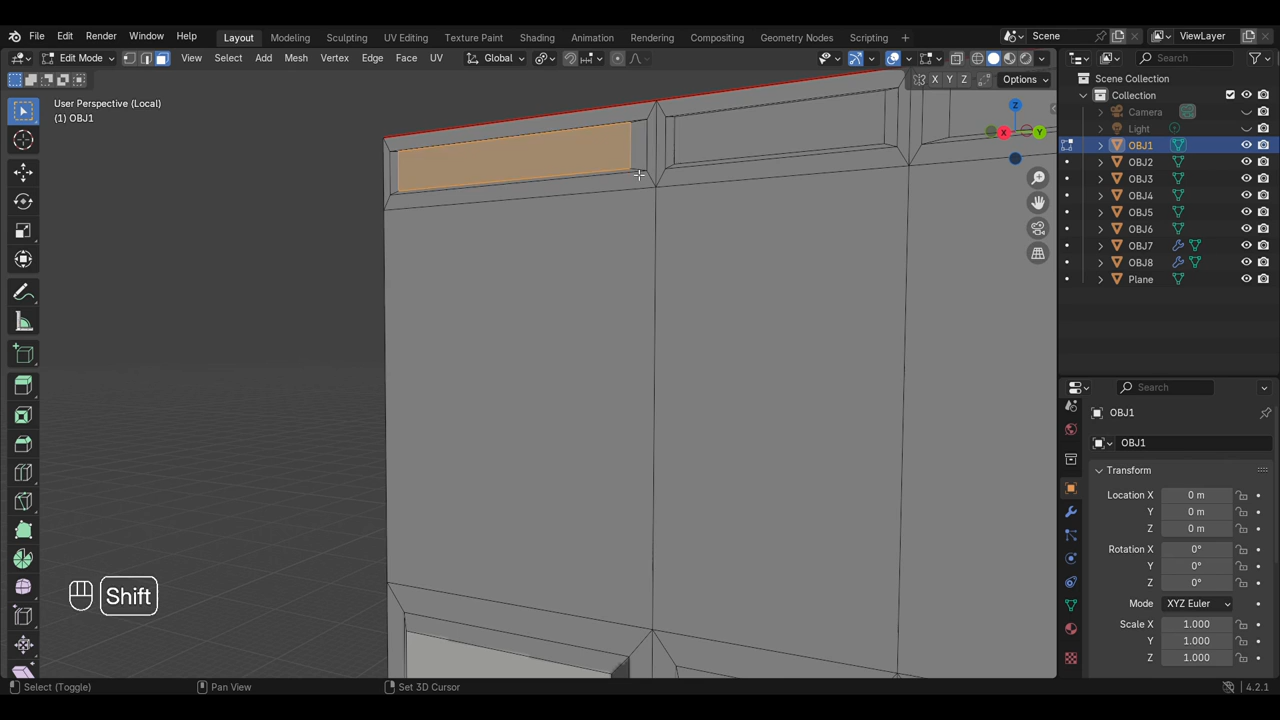 File Edit Render Window Help Layout Modeling Sculpting UV Editing Texture Paint Shading Animation Rendering Compositing Geometry Nodes Scripting Scene ViewLayer
Edit Mode View Select Add Mesh Vertex Edge Face UV Global Search
X Y Z Options
User Perspective (Local)
(1) OBJ1
Z
X
Y
Scene Collection
Collection
Camera
Light
OBJ1
OBJ2
OBJ3
OBJ4
OBJ5
OBJ6
OBJ7
OBJ8
Plane
Search
OBJ1
OBJ1
Transform
Location X 0 m
Y 0 m
Z 0 m
Rotation X 0°
Y 0°
Z 0°
Mode XYZ Euler
Scale X 1.000
Y 1.000
Z 1.000
Shift
Select (Toggle) Pan View Set 3D Cursor 4.2.1